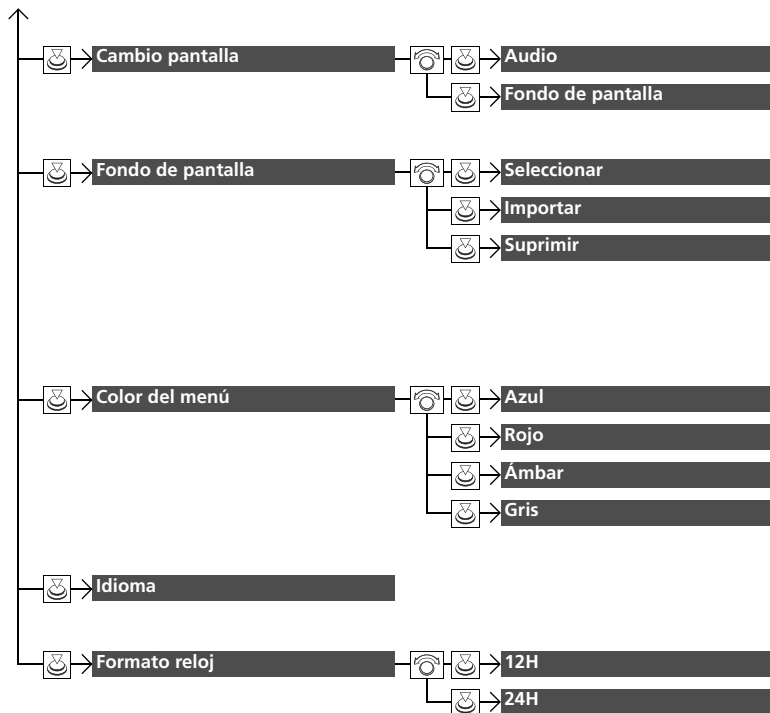 Cambio pantalla
Audio
Fondo de pantalla
Fondo de pantalla
Seleccionar
Importar
Suprimir
Color del menú
Azul
Rojo
Ámbar
Gris
Idioma
Formato reloj
12H
24H